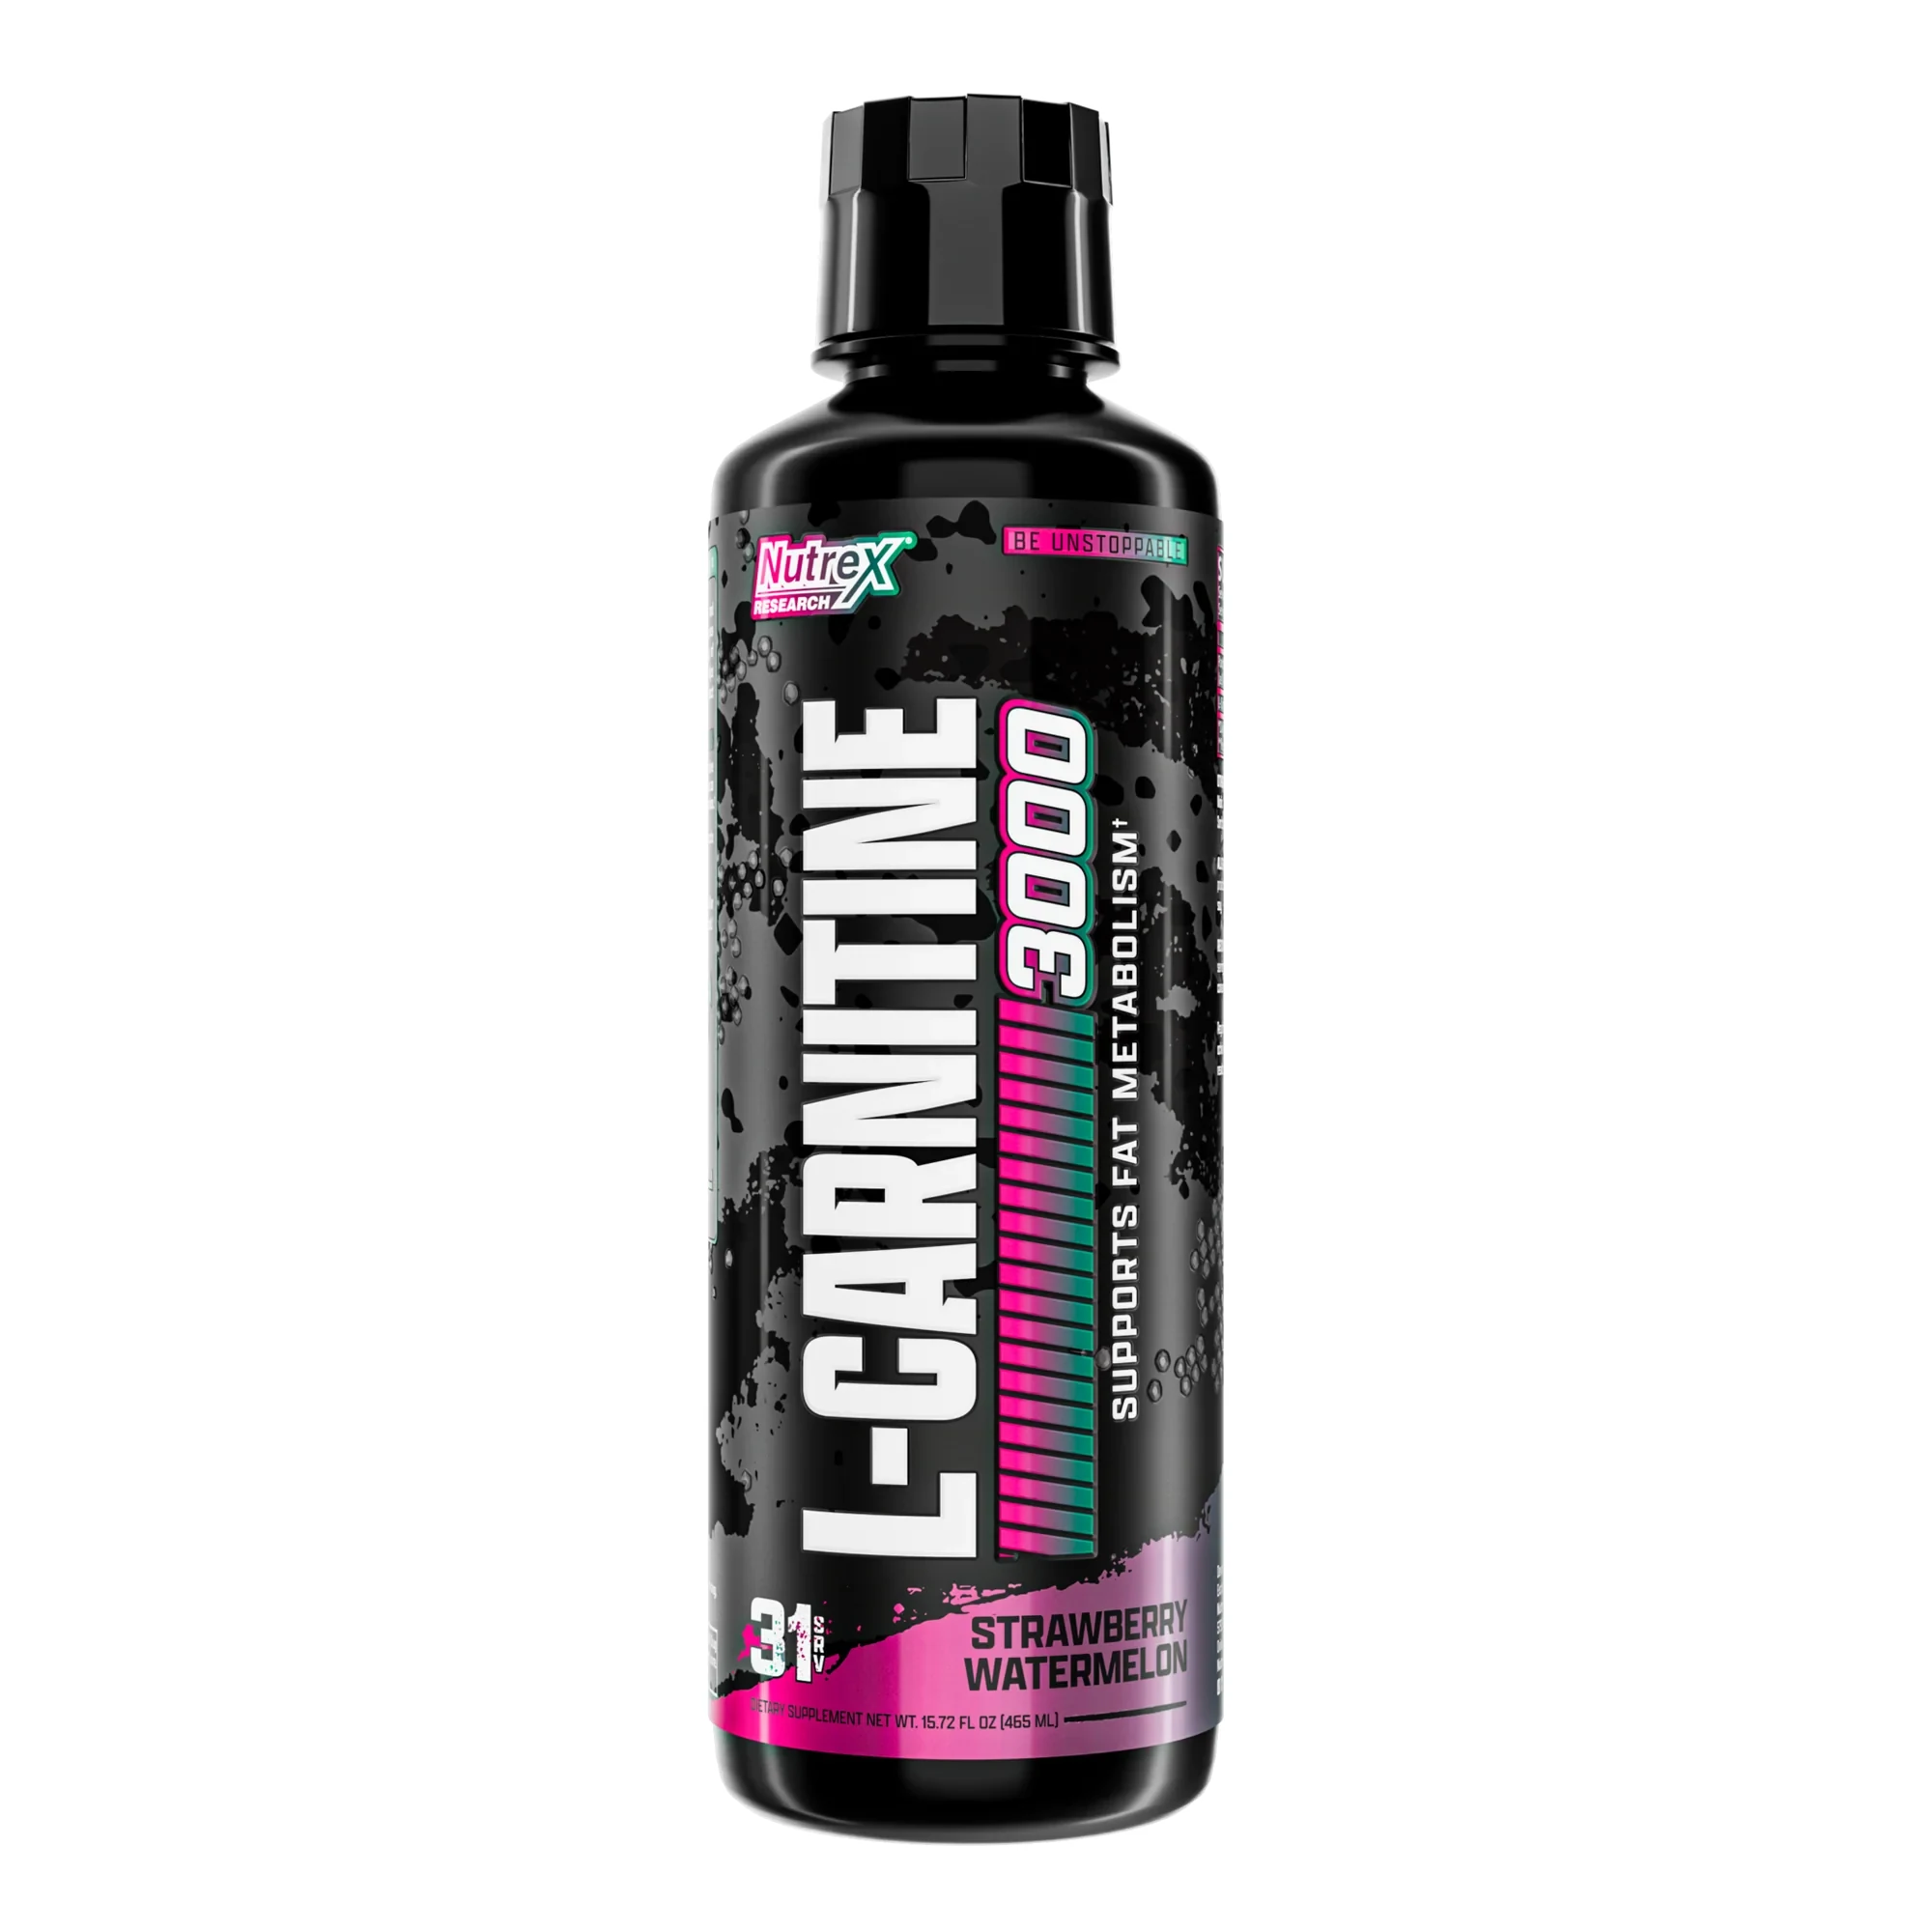 Nutrex
RESEARCH
BE UNSTOPPABLE
L-CARNITINE
3000
SUPPORTS FAT METABOLISM†
31 SRV
STRAWBERRY
WATERMELON
DIETARY SUPPLEMENT NET WT. 15.72 FL OZ (465 ML)